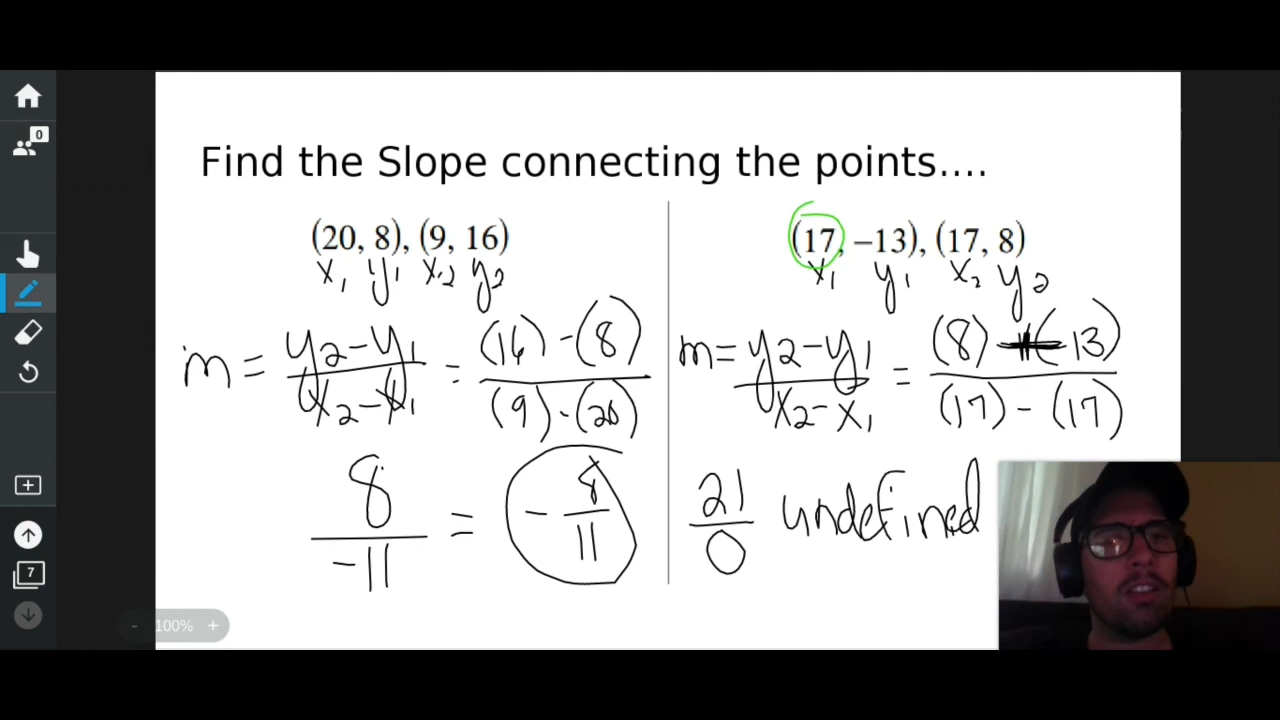 0
Find the Slope connecting the points....
(20, 8), (9, 16)
x₁ y₁ x₂ y₂
m = y₂-y₁ / x₂-x₁ = (16) - (8) / (9) - (20)
8 / -11 = - 8 / 11
(17, −13), (17, 8)
x₁ y₁ x₂ y₂
m = y₂-y₁ / x₂-x₁ = (8) (-13) / (17) - (17)
21 / 0 undefined
7
- 100% +